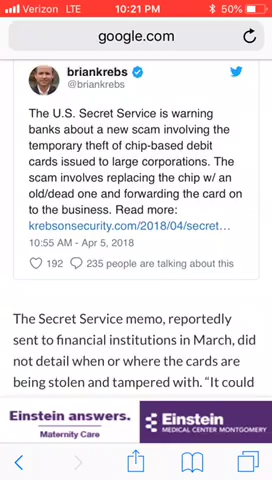 Verizon LTE 10:21 PM 50%
google.com
briankrebs
@briankrebs
The U.S. Secret Service is warning
banks about a new scam involving the
temporary theft of chip-based debit
cards issued to large corporations. The
scam involves replacing the chip w/ an
old/dead one and forwarding the card on
to the business. Read more:
krebsonsecurity.com/2018/04/secret…
10:55 AM - Apr 5, 2018
192 235 people are talking about this
The Secret Service memo, reportedly
sent to financial institutions in March, did
not detail when or where the cards are
being stolen and tampered with. “It could
Einstein answers.
Maternity Care
Einstein
MEDICAL CENTER MONTGOMERY